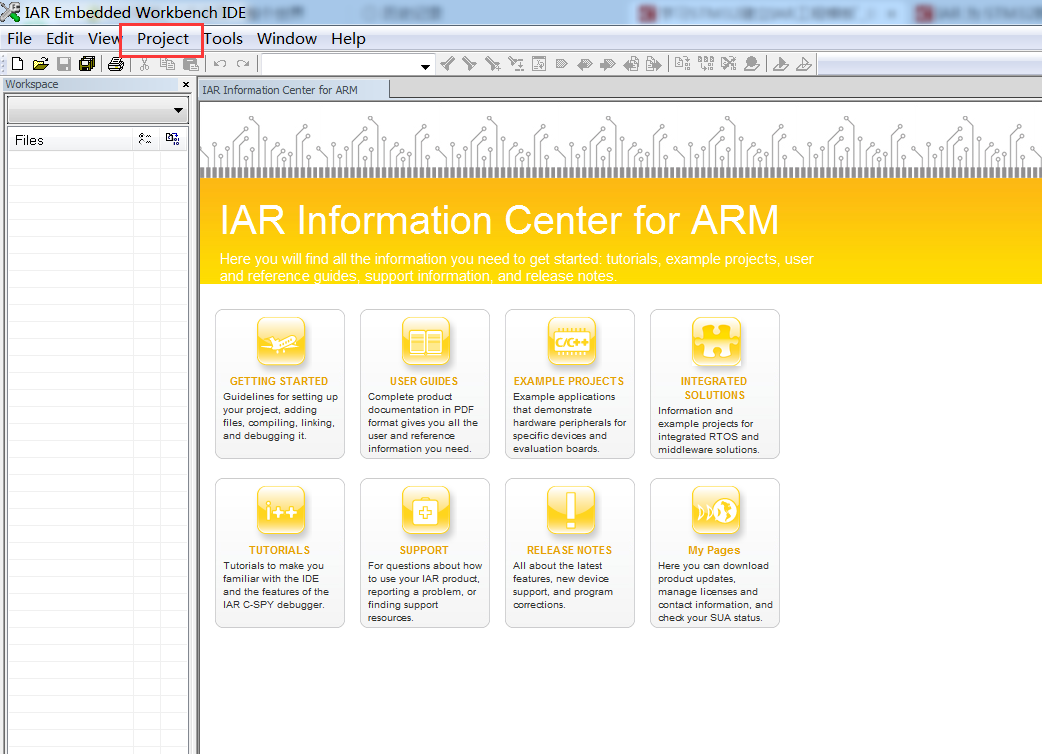 IAR Embedded Workbench IDE
File Edit View Project Tools Window Help
Workspace
IAR Information Center for ARM
Files
IAR Information Center for ARM
Here you will find all the information you need to get started: tutorials, example projects, user
and reference guides, support information, and release notes.
GETTING STARTED
Guidelines for setting up
your project, adding
files, compiling, linking,
and debugging it.
USER GUIDES
Complete product
documentation in PDF
format gives you all the
user and reference
information you need.
C/C++
EXAMPLE PROJECTS
Example applications
that demonstrate
hardware peripherals for
specific devices and
evaluation boards.
INTEGRATED
SOLUTIONS
Information and
example projects for
integrated RTOS and
middleware solutions.
i++
TUTORIALS
Tutorials to make you
familiar with the IDE
and the features of the
IAR C-SPY debugger.
SUPPORT
For questions about how
to use your IAR product,
reporting a problem, or
finding support
resources.
RELEASE NOTES
All about the latest
features, new device
support, and program
corrections.
My Pages
Here you can download
product updates,
manage licenses and
contact information, and
check your SUA status.